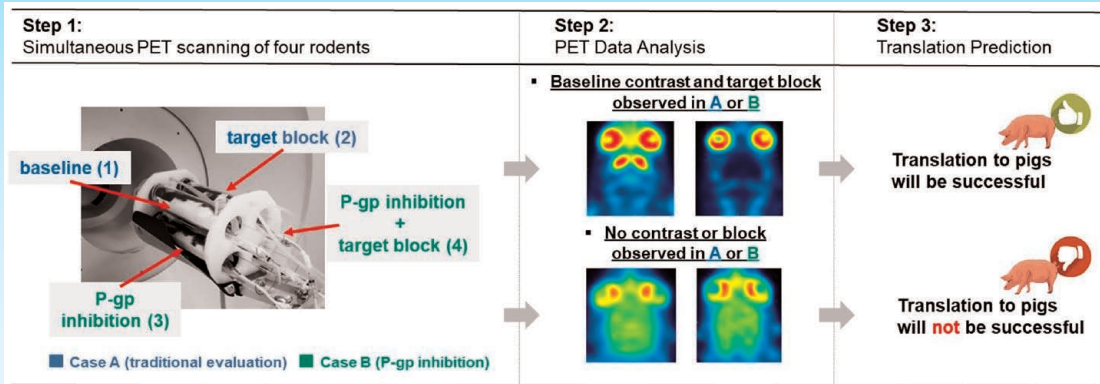 Step 1:
Simultaneous PET scanning of four rodents
Step 2:
PET Data Analysis
Step 3:
Translation Prediction
target block (2)
baseline (1)
P-gp inhibition
+
target block (4)
P-gp
inhibition (3)
Case A (traditional evaluation) Case B (P-gp inhibition)
▪ Baseline contrast and target block
observed in A or B
▪ No contrast or block
observed in A or B
Translation to pigs
will be successful
Translation to pigs
will not be successful